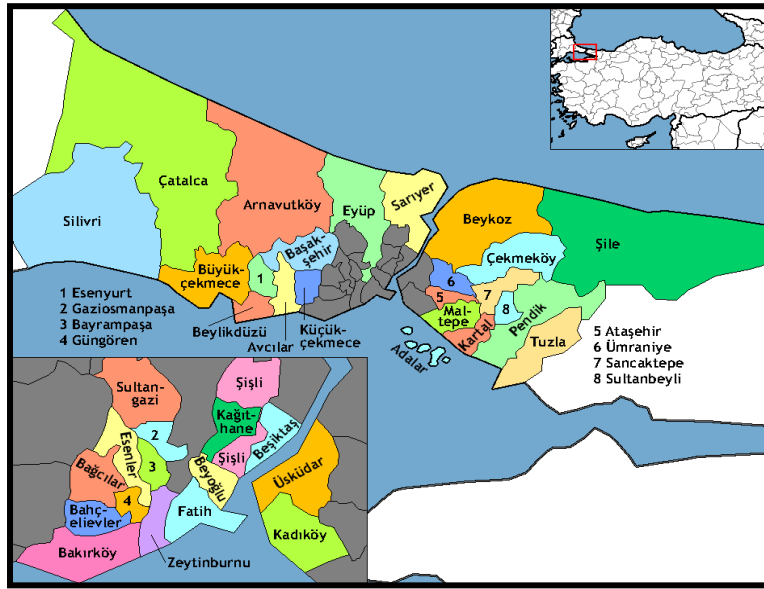 Çatalca
Silivri
Arnavutköy
Eyüp
Sarıyer
Beykoz
Şile
Çekmeköy
Başak-
şehir
Büyük-
çekmece
1
6
5
7
8
Mal-
tepe
Kartal
Pendik
Tuzla
Adalar
Beylikdüzü
Avcılar
Küçük-
çekmece
1 Esenyurt
2 Gaziosmanpaşa
3 Bayrampaşa
4 Güngören
5 Ataşehir
6 Ümraniye
7 Sancaktepe
8 Sultanbeyli
Sultan-
gazi
Şişli
Kağıt-
hane
Beşiktaş
Şişli
2
Esenler
3
Bağcılar
4
Beyoğlu
Üsküdar
Bahç-
elievler
Fatih
Bakırköy
Zeytinburnu
Kadıköy